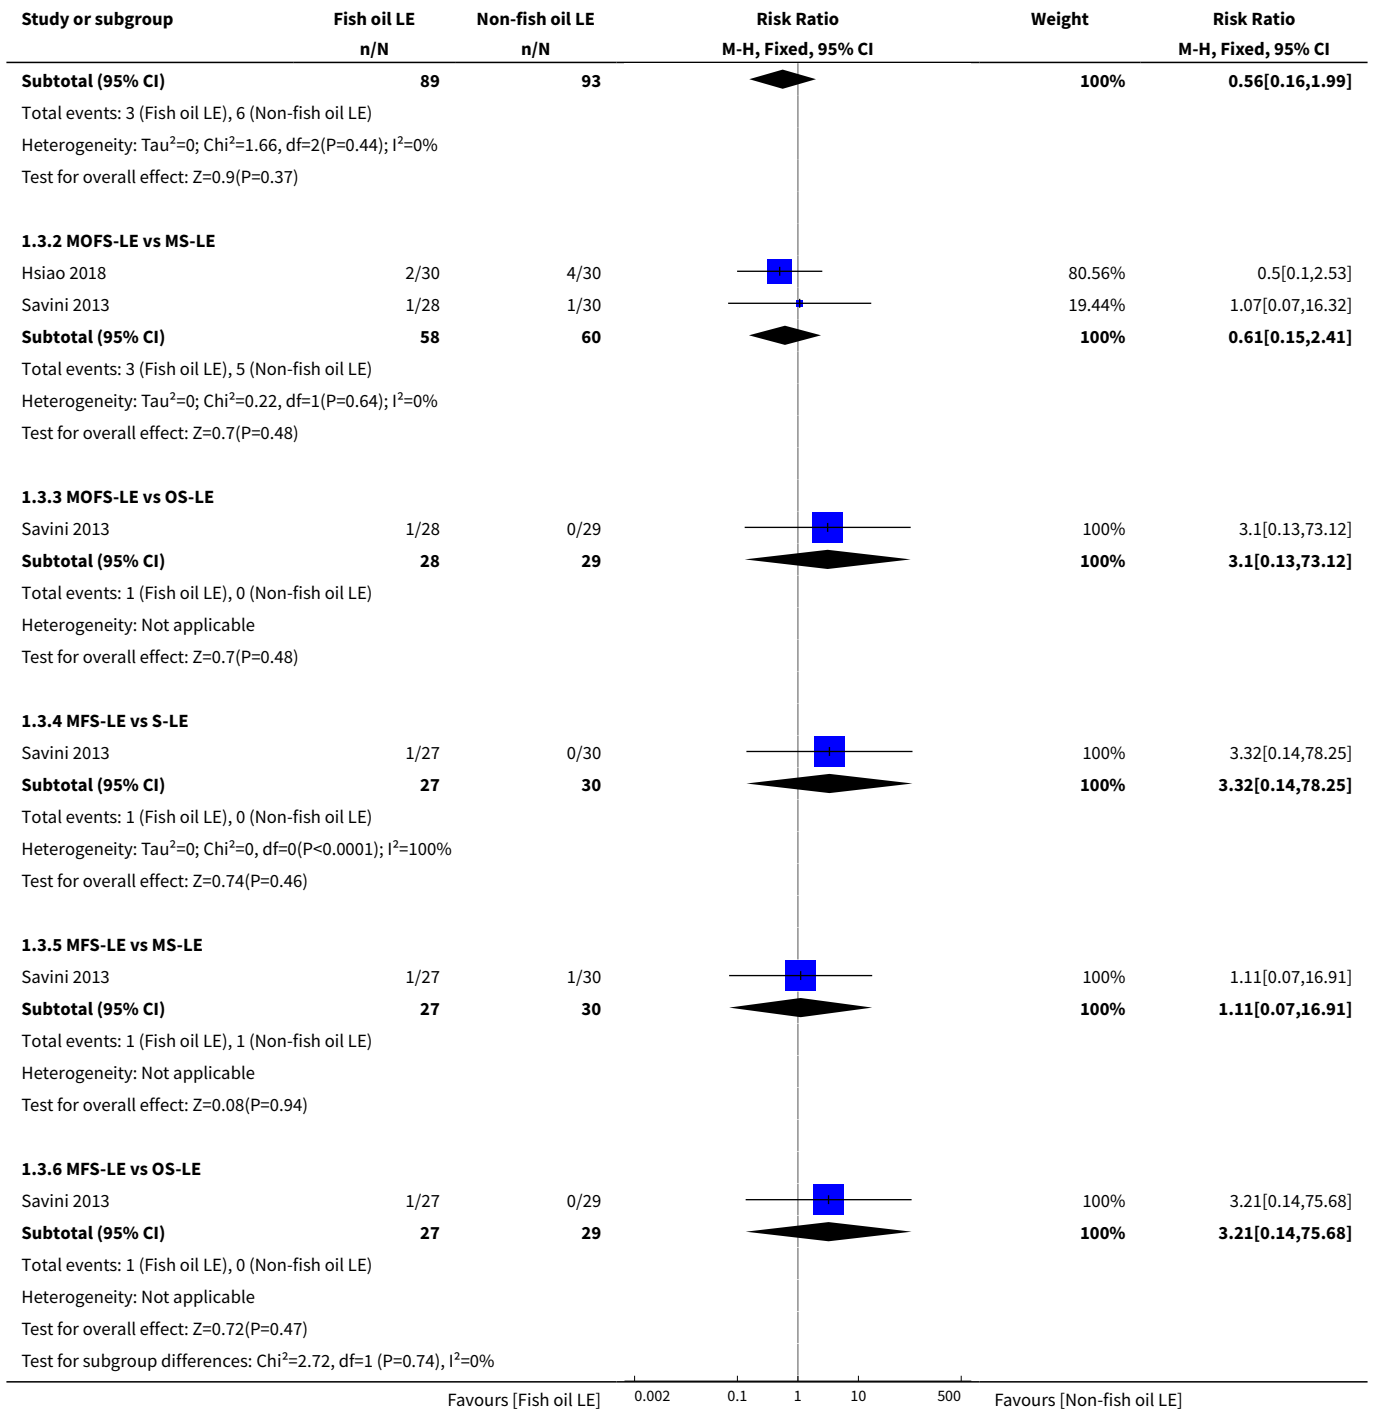 Study or subgroup Fish oil LE Non-fish oil LE Risk Ratio Weight Risk Ratio
n/N n/N M-H, Fixed, 95% CI M-H, Fixed, 95% CI
Subtotal (95% CI) 89 93 100% 0.56[0.16,1.99]
Total events: 3 (Fish oil LE), 6 (Non-fish oil LE)
Heterogeneity: Tau²=0; Chi²=1.66, df=2(P=0.44); I²=0%
Test for overall effect: Z=0.9(P=0.37)
1.3.2 MOFS-LE vs MS-LE
Hsiao 2018 2/30 4/30 80.56% 0.5[0.1,2.53]
Savini 2013 1/28 1/30 19.44% 1.07[0.07,16.32]
Subtotal (95% CI) 58 60 100% 0.61[0.15,2.41]
Total events: 3 (Fish oil LE), 5 (Non-fish oil LE)
Heterogeneity: Tau²=0; Chi²=0.22, df=1(P=0.64); I²=0%
Test for overall effect: Z=0.7(P=0.48)
1.3.3 MOFS-LE vs OS-LE
Savini 2013 1/28 0/29 100% 3.1[0.13,73.12]
Subtotal (95% CI) 28 29 100% 3.1[0.13,73.12]
Total events: 1 (Fish oil LE), 0 (Non-fish oil LE)
Heterogeneity: Not applicable
Test for overall effect: Z=0.7(P=0.48)
1.3.4 MFS-LE vs S-LE
Savini 2013 1/27 0/30 100% 3.32[0.14,78.25]
Subtotal (95% CI) 27 30 100% 3.32[0.14,78.25]
Total events: 1 (Fish oil LE), 0 (Non-fish oil LE)
Heterogeneity: Tau²=0; Chi²=0, df=0(P<0.0001); I²=100%
Test for overall effect: Z=0.74(P=0.46)
1.3.5 MFS-LE vs MS-LE
Savini 2013 1/27 1/30 100% 1.11[0.07,16.91]
Subtotal (95% CI) 27 30 100% 1.11[0.07,16.91]
Total events: 1 (Fish oil LE), 1 (Non-fish oil LE)
Heterogeneity: Not applicable
Test for overall effect: Z=0.08(P=0.94)
1.3.6 MFS-LE vs OS-LE
Savini 2013 1/27 0/29 100% 3.21[0.14,75.68]
Subtotal (95% CI) 27 29 100% 3.21[0.14,75.68]
Total events: 1 (Fish oil LE), 0 (Non-fish oil LE)
Heterogeneity: Not applicable
Test for overall effect: Z=0.72(P=0.47)
Test for subgroup differences: Chi²=2.72, df=1 (P=0.74), I²=0%
Favours [Fish oil LE] 0.002 0.1 1 10 500 Favours [Non-fish oil LE]